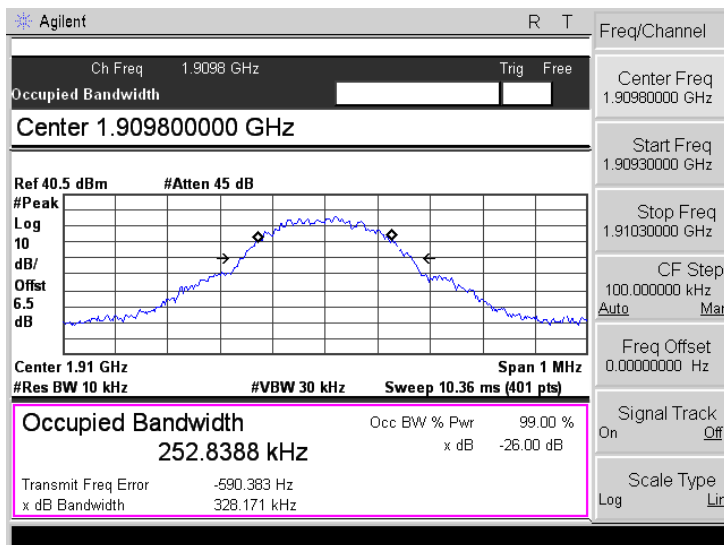 Agilent R T
Ch Freq 1.9098 GHz Trig Free
Occupied Bandwidth
Center 1.909800000 GHz
Ref 40.5 dBm #Atten 45 dB
#Peak
Log
10
dB/
Offst
6.5
dB
Center 1.91 GHz Span 1 MHz
#Res BW 10 kHz #VBW 30 kHz Sweep 10.36 ms (401 pts)
Occupied Bandwidth Occ BW % Pwr 99.00 %
252.8388 kHz x dB -26.00 dB
Transmit Freq Error -590.383 Hz
x dB Bandwidth 328.171 kHz
Freq/Channel
Center Freq
1.90980000 GHz
Start Freq
1.90930000 GHz
Stop Freq
1.91030000 GHz
CF Step
100.000000 kHz
Auto Mar
Freq Offset
0.00000000 Hz
Signal Track
On Off
Scale Type
Log Lin